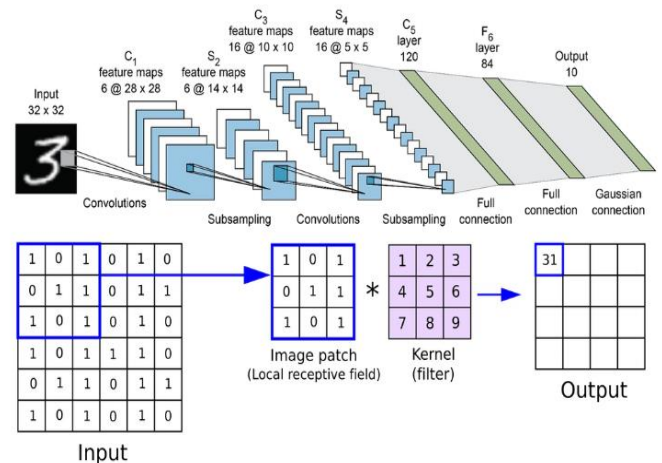 C3
feature maps
16 @ 10 x 10
S4
feature maps
16 @ 5 x 5
C5
layer
120
F6
layer
84
Output
10
C1
feature maps
6 @ 28 x 28
S2
feature maps
6 @ 14 x 14
Input
32 x 32
3
Convolutions
Subsampling
Convolutions
Subsampling
Full
connection
Full
connection
Gaussian
connection
1 0 1 0 1 0
0 1 1 0 1 1
1 0 1 0 1 0
1 0 1 1 1 0
0 1 1 0 1 1
1 0 1 0 1 0
Input
1 0 1
0 1 1
1 0 1
Image patch
(Local receptive field)
*
1 2 3
4 5 6
7 8 9
Kernel
(filter)
31
Output